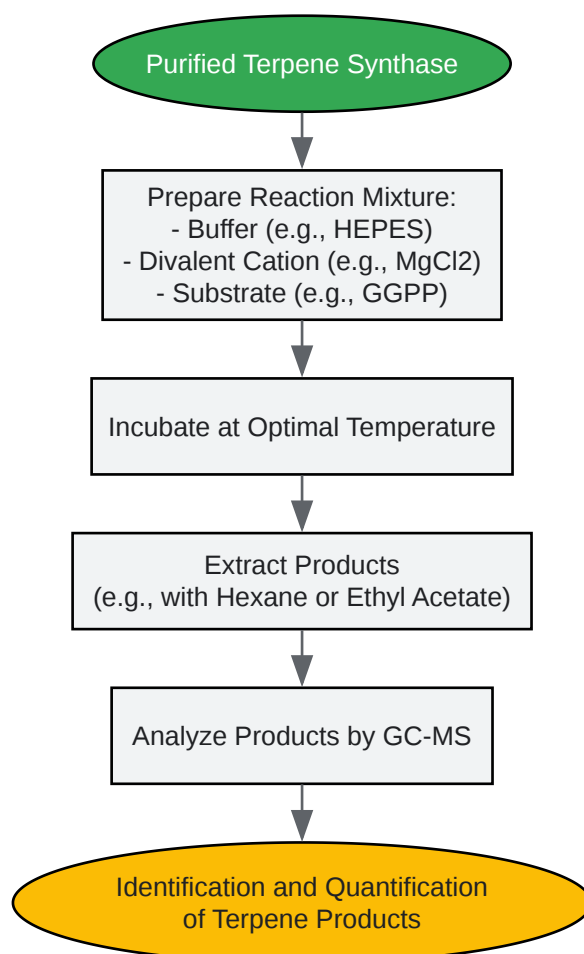 Purified Terpene Synthase
Prepare Reaction Mixture:
- Buffer (e.g., HEPES)
- Divalent Cation (e.g., MgCl2)
- Substrate (e.g., GGPP)
Incubate at Optimal Temperature
Extract Products
(e.g., with Hexane or Ethyl Acetate)
Analyze Products by GC-MS
Identification and Quantification
of Terpene Products